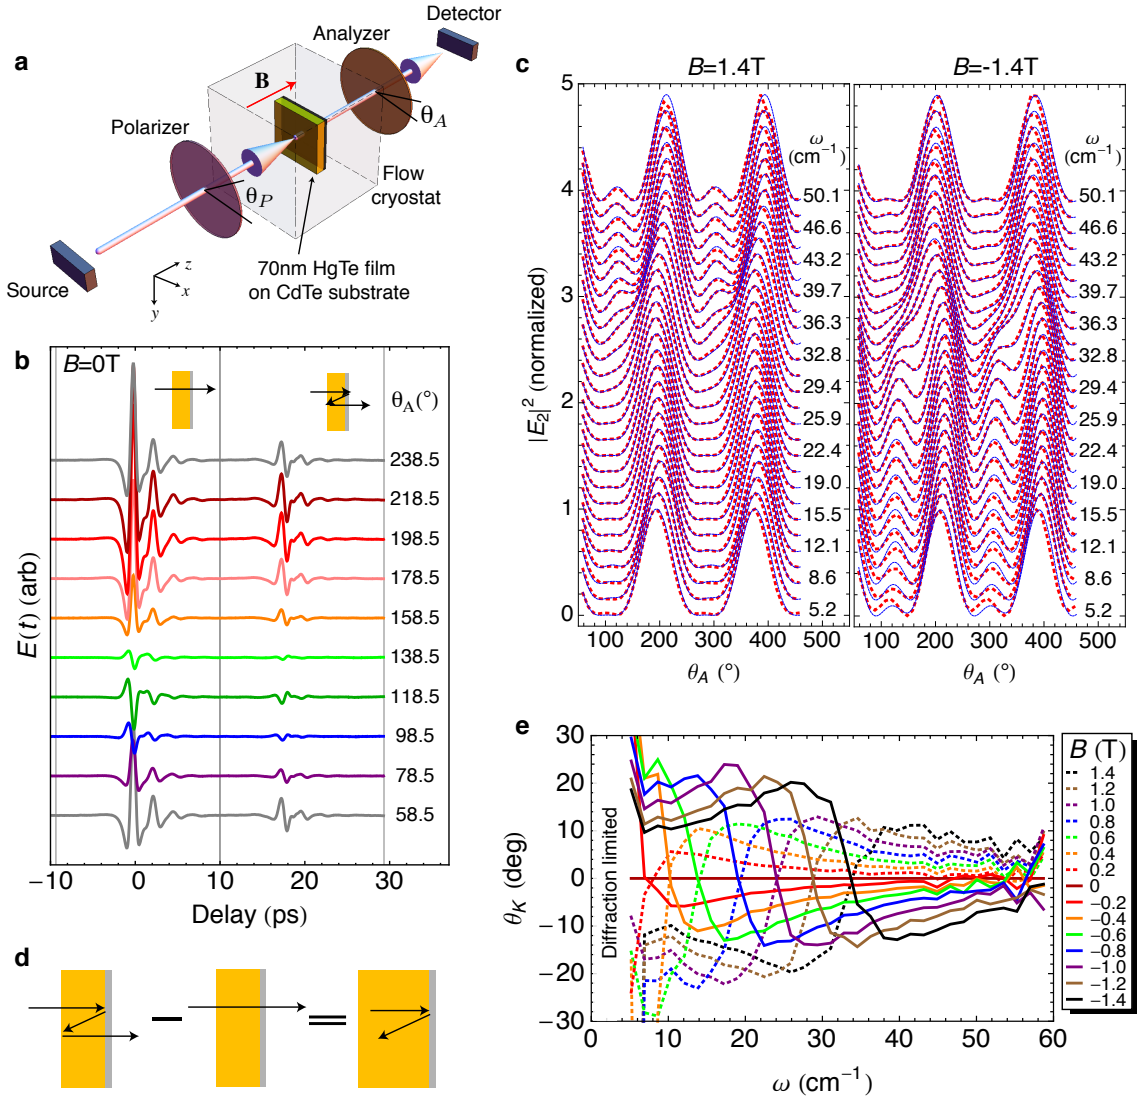 a
Detector
Analyzer
B
θA
Polarizer
θP
Flow
cryostat
Source
z
x
y
70nm HgTe film
on CdTe substrate
b
B=0T
θA(°)
238.5
218.5
198.5
178.5
158.5
138.5
118.5
98.5
78.5
58.5
E(t) (arb)
−10 0 10 20 30
Delay (ps)
c
B=1.4T
B=-1.4T
5
4
3
2
1
0
|E2|² (normalized)
ω
(cm⁻¹)
50.1
46.6
43.2
39.7
36.3
32.8
29.4
25.9
22.4
19.0
15.5
12.1
8.6
5.2
100 200 300 400 500
θA (°)
ω
(cm⁻¹)
50.1
46.6
43.2
39.7
36.3
32.8
29.4
25.9
22.4
19.0
15.5
12.1
8.6
5.2
100 200 300 400 500
θA (°)
d
e
30
20
10
0
−10
−20
−30
θK (deg)
Diffraction limited
0 10 20 30 40 50 60
ω (cm⁻¹)
B (T)
1.4
1.2
1.0
0.8
0.6
0.4
0.2
0
−0.2
−0.4
−0.6
−0.8
−1.0
−1.2
−1.4